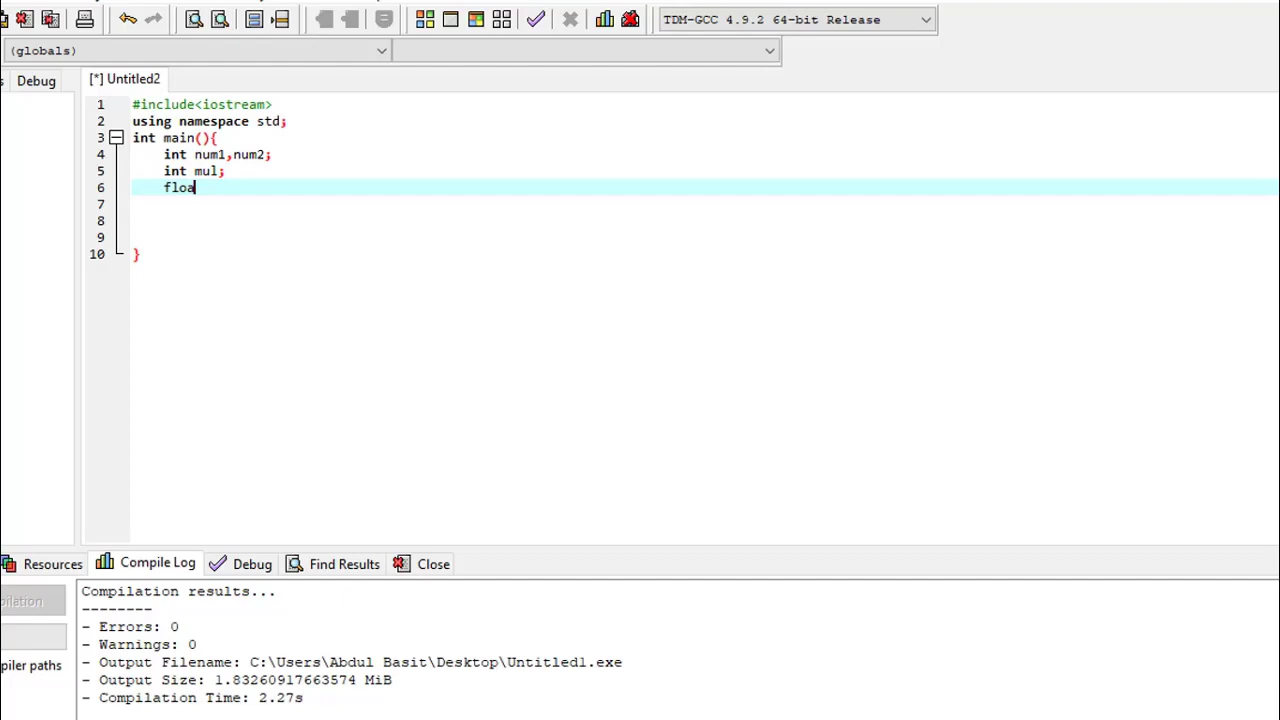 TDM-GCC 4.9.2 64-bit Release
(globals)
Debug
[*] Untitled2
1 #include<iostream>
2 using namespace std;
3 int main(){
4 int num1,num2;
5 int mul;
6 floa
7
8
9
10 }
Resources Compile Log Debug Find Results Close
Compilation results...
--------
- Errors: 0
- Warnings: 0
- Output Filename: C:\Users\Abdul Basit\Desktop\Untitled1.exe
- Output Size: 1.83260917663574 MiB
- Compilation Time: 2.27s
pilation
piler paths